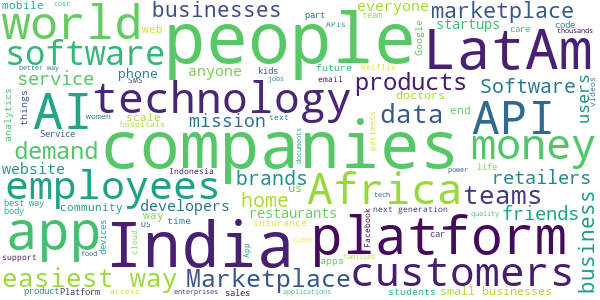 mobile cost world people businesses part team APIs everyone marketplace
web Google startups code
software anyone future Netflix LatAm care thousands
better way phone kids jobs
service AI technology SMS email products Software users videos
analytics things scale mission doctors data end API
women text
Service hospitals companies documents patients
demand money
website Indonesia power life
employees brands us Africa teams retailers
best way community developers home tech
body way time restaurants Facebook next generation friends business
app US India insurance platform car quality
devices cloud App video apps customers
support food families
easiest way Marketplace students small businesses
product Platform access enterprises sales applications